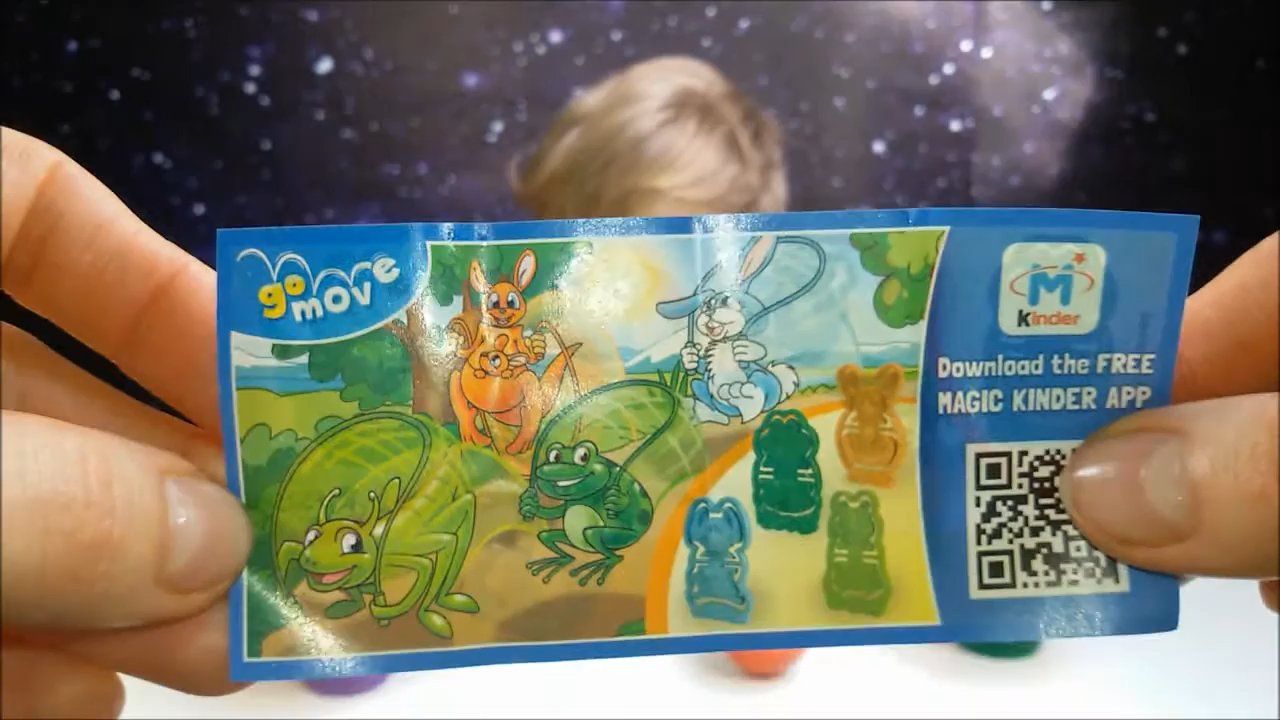 go
move
M
Kinder
Download the FREE
MAGIC KINDER APP